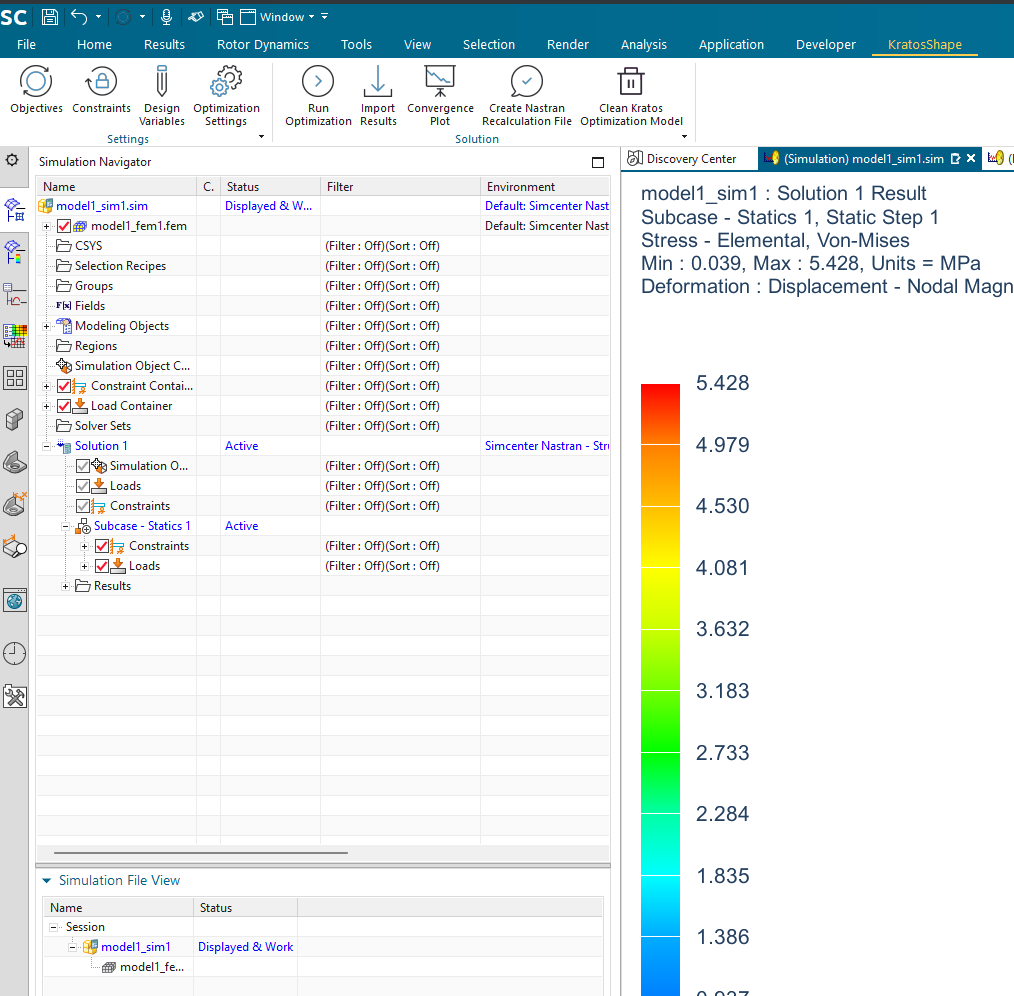 SC Window
File Home Results Rotor Dynamics Tools View Selection Render Analysis Application Developer KratosShape
Objectives Constraints Design Variables Optimization Settings Run Optimization Import Results Convergence Plot Create Nastran Recalculation File Clean Kratos Optimization Model
Settings Solution
Simulation Navigator
Name C. Status Filter Environment
model1_sim1.sim Displayed & W... Default: Simcenter Nast
model1_fem1.fem Default: Simcenter Nast
CSYS (Filter : Off)(Sort : Off)
Selection Recipes (Filter : Off)(Sort : Off)
Groups (Filter : Off)(Sort : Off)
F(x) Fields (Filter : Off)(Sort : Off)
Modeling Objects (Filter : Off)(Sort : Off)
Regions (Filter : Off)(Sort : Off)
Simulation Object C... (Filter : Off)(Sort : Off)
Constraint Contai... (Filter : Off)(Sort : Off)
Load Container (Filter : Off)(Sort : Off)
Solver Sets (Filter : Off)(Sort : Off)
Solution 1 Active Simcenter Nastran - Str
Simulation O... (Filter : Off)(Sort : Off)
Loads (Filter : Off)(Sort : Off)
Constraints (Filter : Off)(Sort : Off)
Subcase - Statics 1 Active
Constraints (Filter : Off)(Sort : Off)
Loads (Filter : Off)(Sort : Off)
Results
Simulation File View
Name Status
Session
model1_sim1 Displayed & Work
model1_fe...
Discovery Center (Simulation) model1_sim1.sim
model1_sim1 : Solution 1 Result
Subcase - Statics 1, Static Step 1
Stress - Elemental, Von-Mises
Min : 0.039, Max : 5.428, Units = MPa
Deformation : Displacement - Nodal Magn
5.428
4.979
4.530
4.081
3.632
3.183
2.733
2.284
1.835
1.386